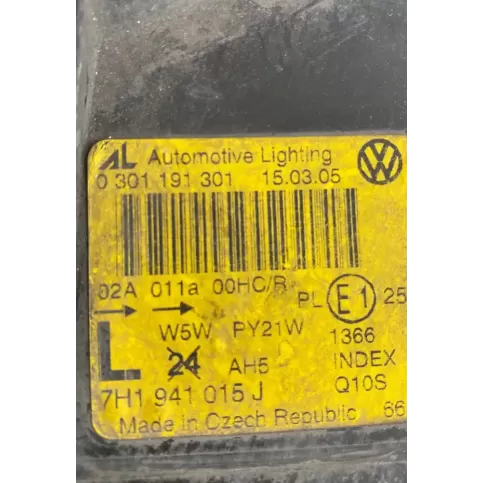 AL Automotive Lighting
0 301 191 301 15.03.05
02A 011a 00HC/R PL E1 25
L W5W PY21W 1366
24 AH5 INDEX
7H1 941 015 J Q10S
Made in Czech Republic 66